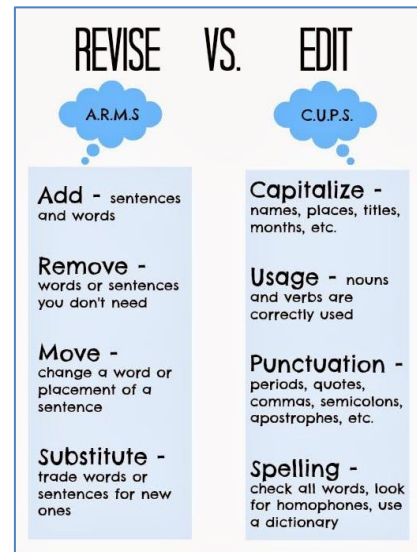 REVISE VS. EDIT
A.R.M.S
Add - sentences
and words
Remove -
words or sentences
you don't need
Move -
change a word or
placement of a
sentence
Substitute -
trade words or
sentences for new
ones
C.U.P.S.
Capitalize -
names, places, titles,
months, etc.
Usage - nouns
and verbs are
correctly used
Punctuation -
periods, quotes,
commas, semicolons,
apostrophes, etc.
Spelling -
check all words, look
for homophones, use
a dictionary